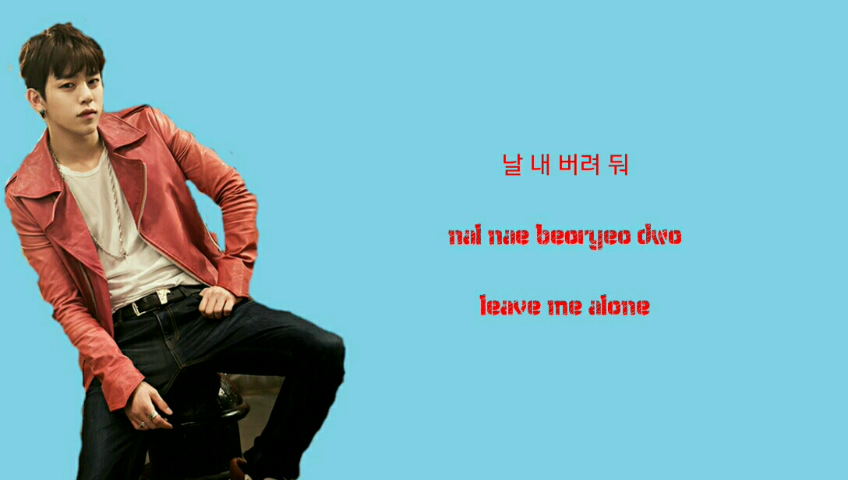 날 내 버려 둬
nal nae beoryeo dwo
leave me alone